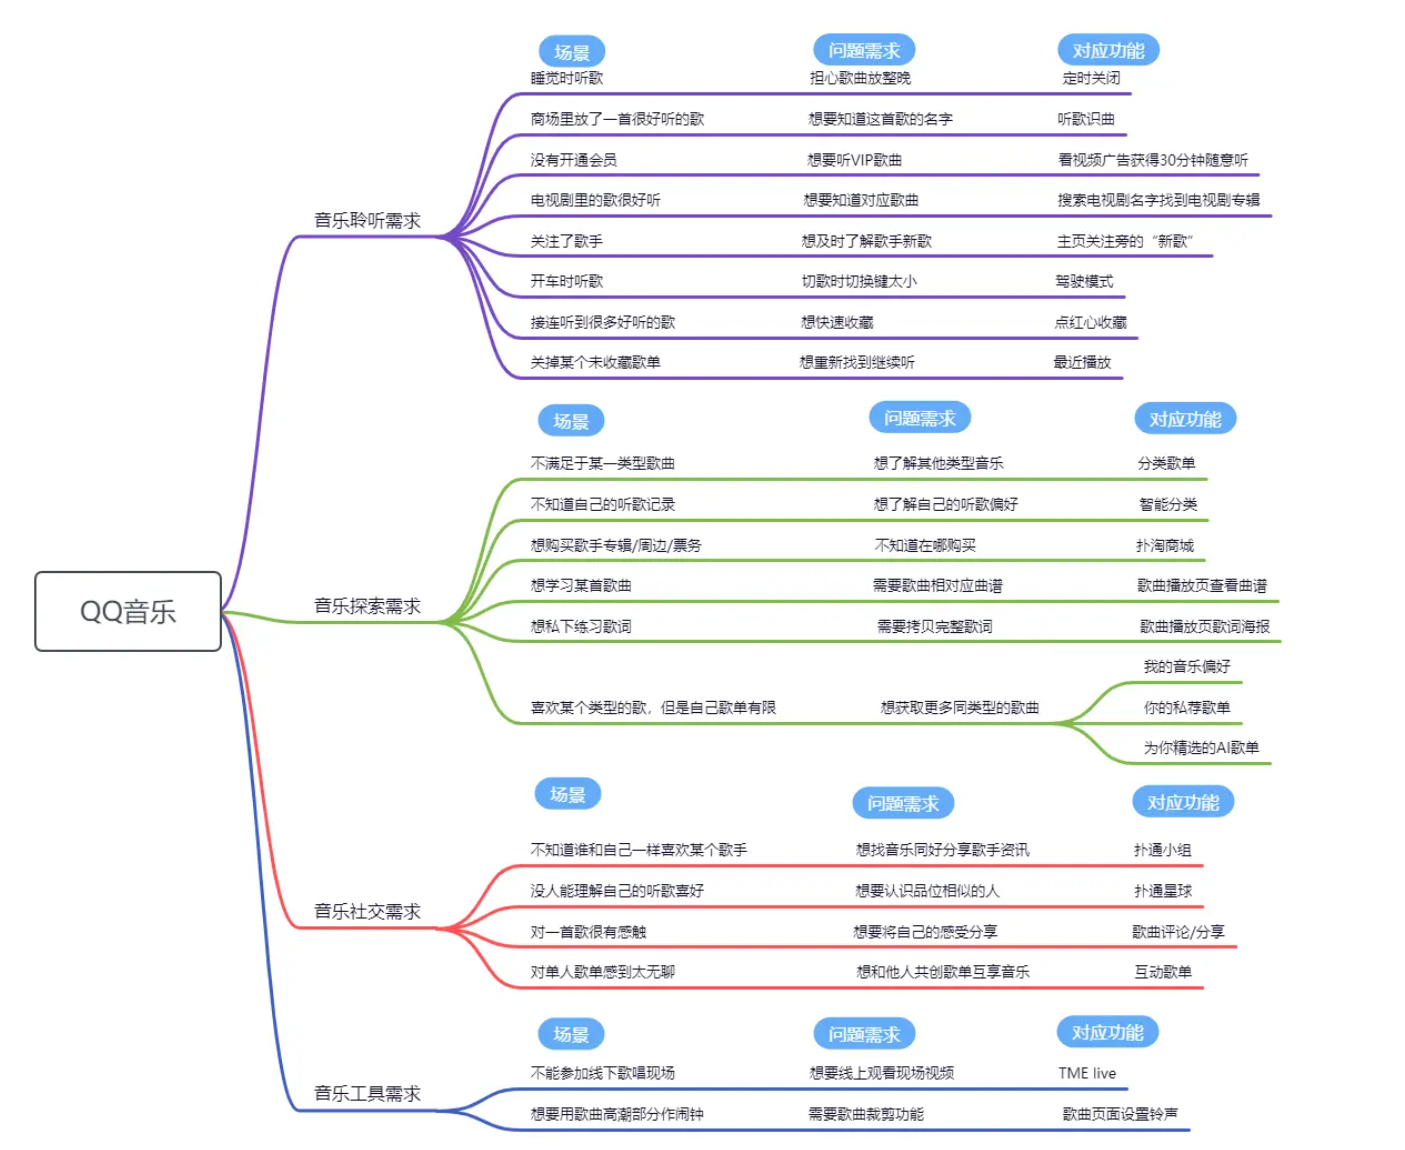 QQ音乐
音乐聆听需求
场景 问题需求 对应功能
睡觉时听歌 担心歌曲放整晚 定时关闭
商场里放了一首很好听的歌 想要知道这首歌的名字 听歌识曲
没有开通会员 想要听VIP歌曲 看视频广告获得30分钟随意听
电视剧里的歌很好听 想要知道对应歌曲 搜索电视剧名字找到电视剧专辑
关注了歌手 想及时了解歌手新歌 主页关注旁的“新歌”
开车时听歌 切歌时切换键太小 驾驶模式
接连听到很多好听的歌 想快速收藏 点红心收藏
关掉某个未收藏歌单 想重新找到继续听 最近播放
音乐探索需求
场景 问题需求 对应功能
不满足于某一类型歌曲 想了解其他类型音乐 分类歌单
不知道自己的听歌记录 想了解自己的听歌偏好 智能分类
想购买歌手专辑/周边/票务 不知道在哪购买 扑淘商城
想学习某首歌曲 需要歌曲相对应曲谱 歌曲播放页查看曲谱
想私下练习歌词 需要拷贝完整歌词 歌曲播放页歌词海报
喜欢某个类型的歌，但是自己歌单有限 想获取更多同类型的歌曲
我的音乐偏好
你的私荐歌单
为你精选的AI歌单
音乐社交需求
场景 问题需求 对应功能
不知道谁和自己一样喜欢某个歌手 想找音乐同好分享歌手资讯 扑通小组
没人能理解自己的听歌喜好 想要认识品位相似的人 扑通星球
对一首歌很有感触 想要将自己的感受分享 歌曲评论/分享
对单人歌单感到太无聊 想和他人共创歌单互享音乐 互动歌单
音乐工具需求
场景 问题需求 对应功能
不能参加线下歌唱现场 想要线上观看现场视频 TME live
想要用歌曲高潮部分作闹钟 需要歌曲裁剪功能 歌曲页面设置铃声